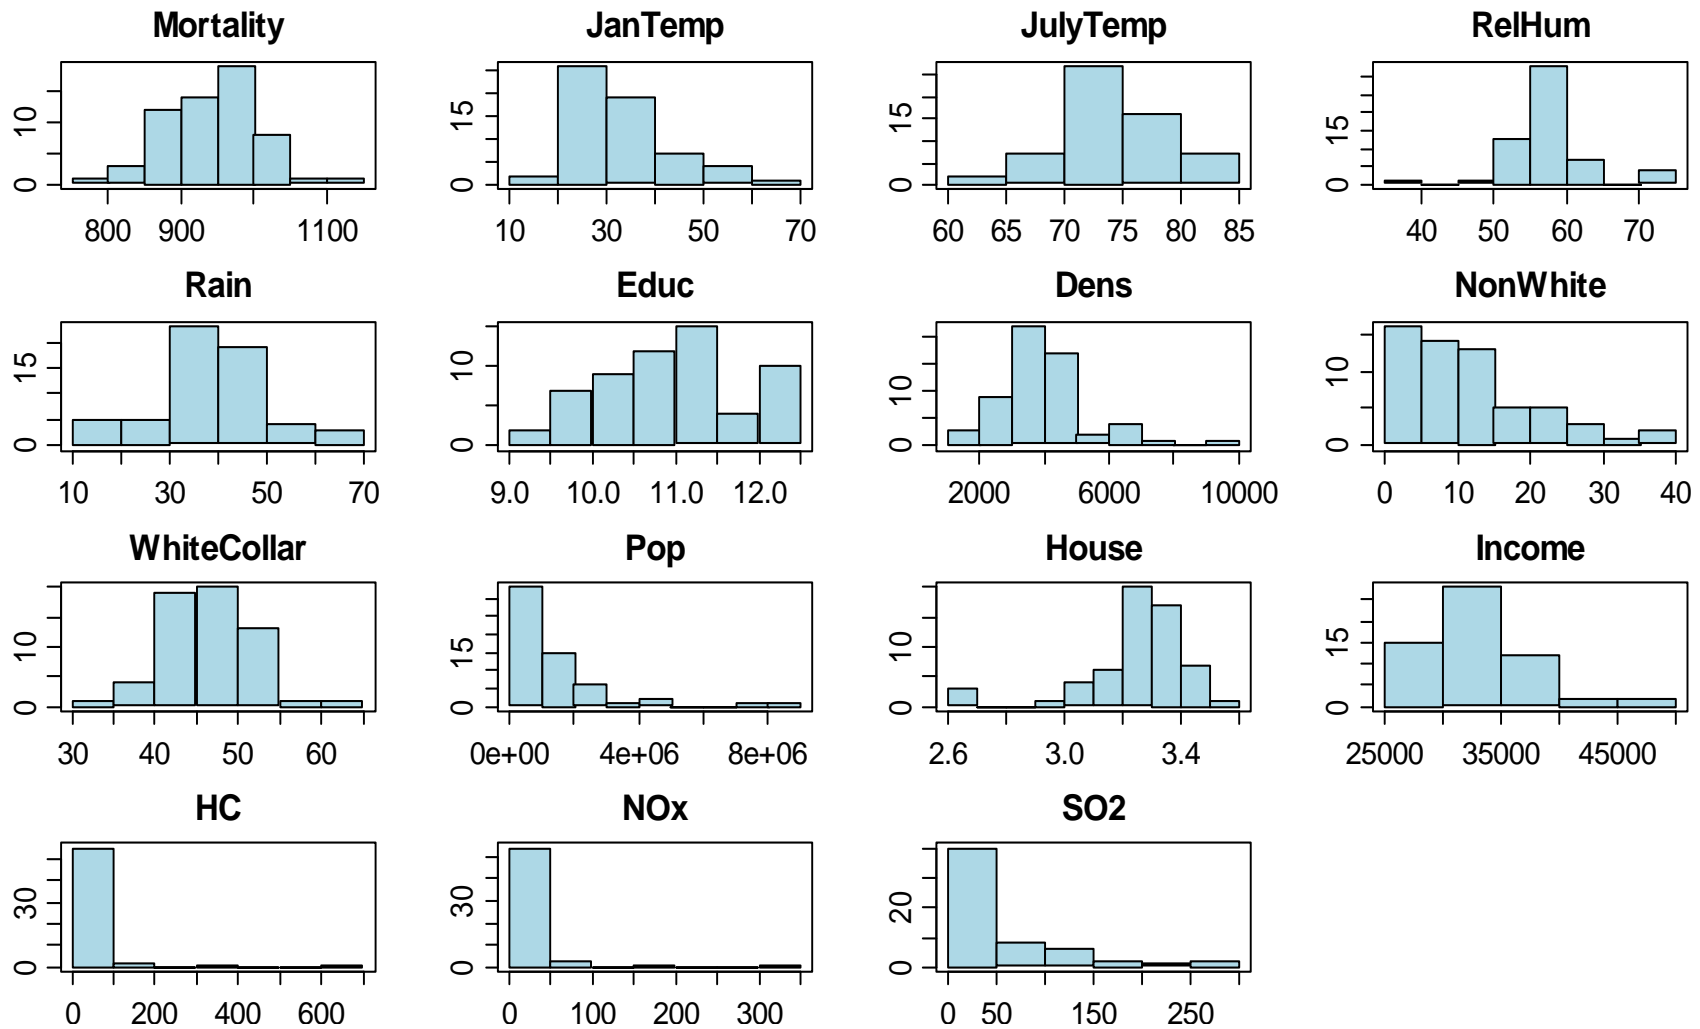 Mortality JanTemp JulyTemp RelHum
0 10 0 15 0 15 0 15
800 900 1100 10 30 50 70 60 65 70 75 80 85 40 50 60 70
Rain Educ Dens NonWhite
0 15 0 10 0 10 0 10
10 30 50 70 9.0 10.0 11.0 12.0 2000 6000 10000 0 10 20 30 40
WhiteCollar Pop House Income
0 10 0 15 0 10 0 15
30 40 50 60 0e+00 4e+06 8e+06 2.6 3.0 3.4 25000 35000 45000
HC NOx SO2
0 30 0 30 0 20
0 200 400 600 0 100 200 300 0 50 150 250